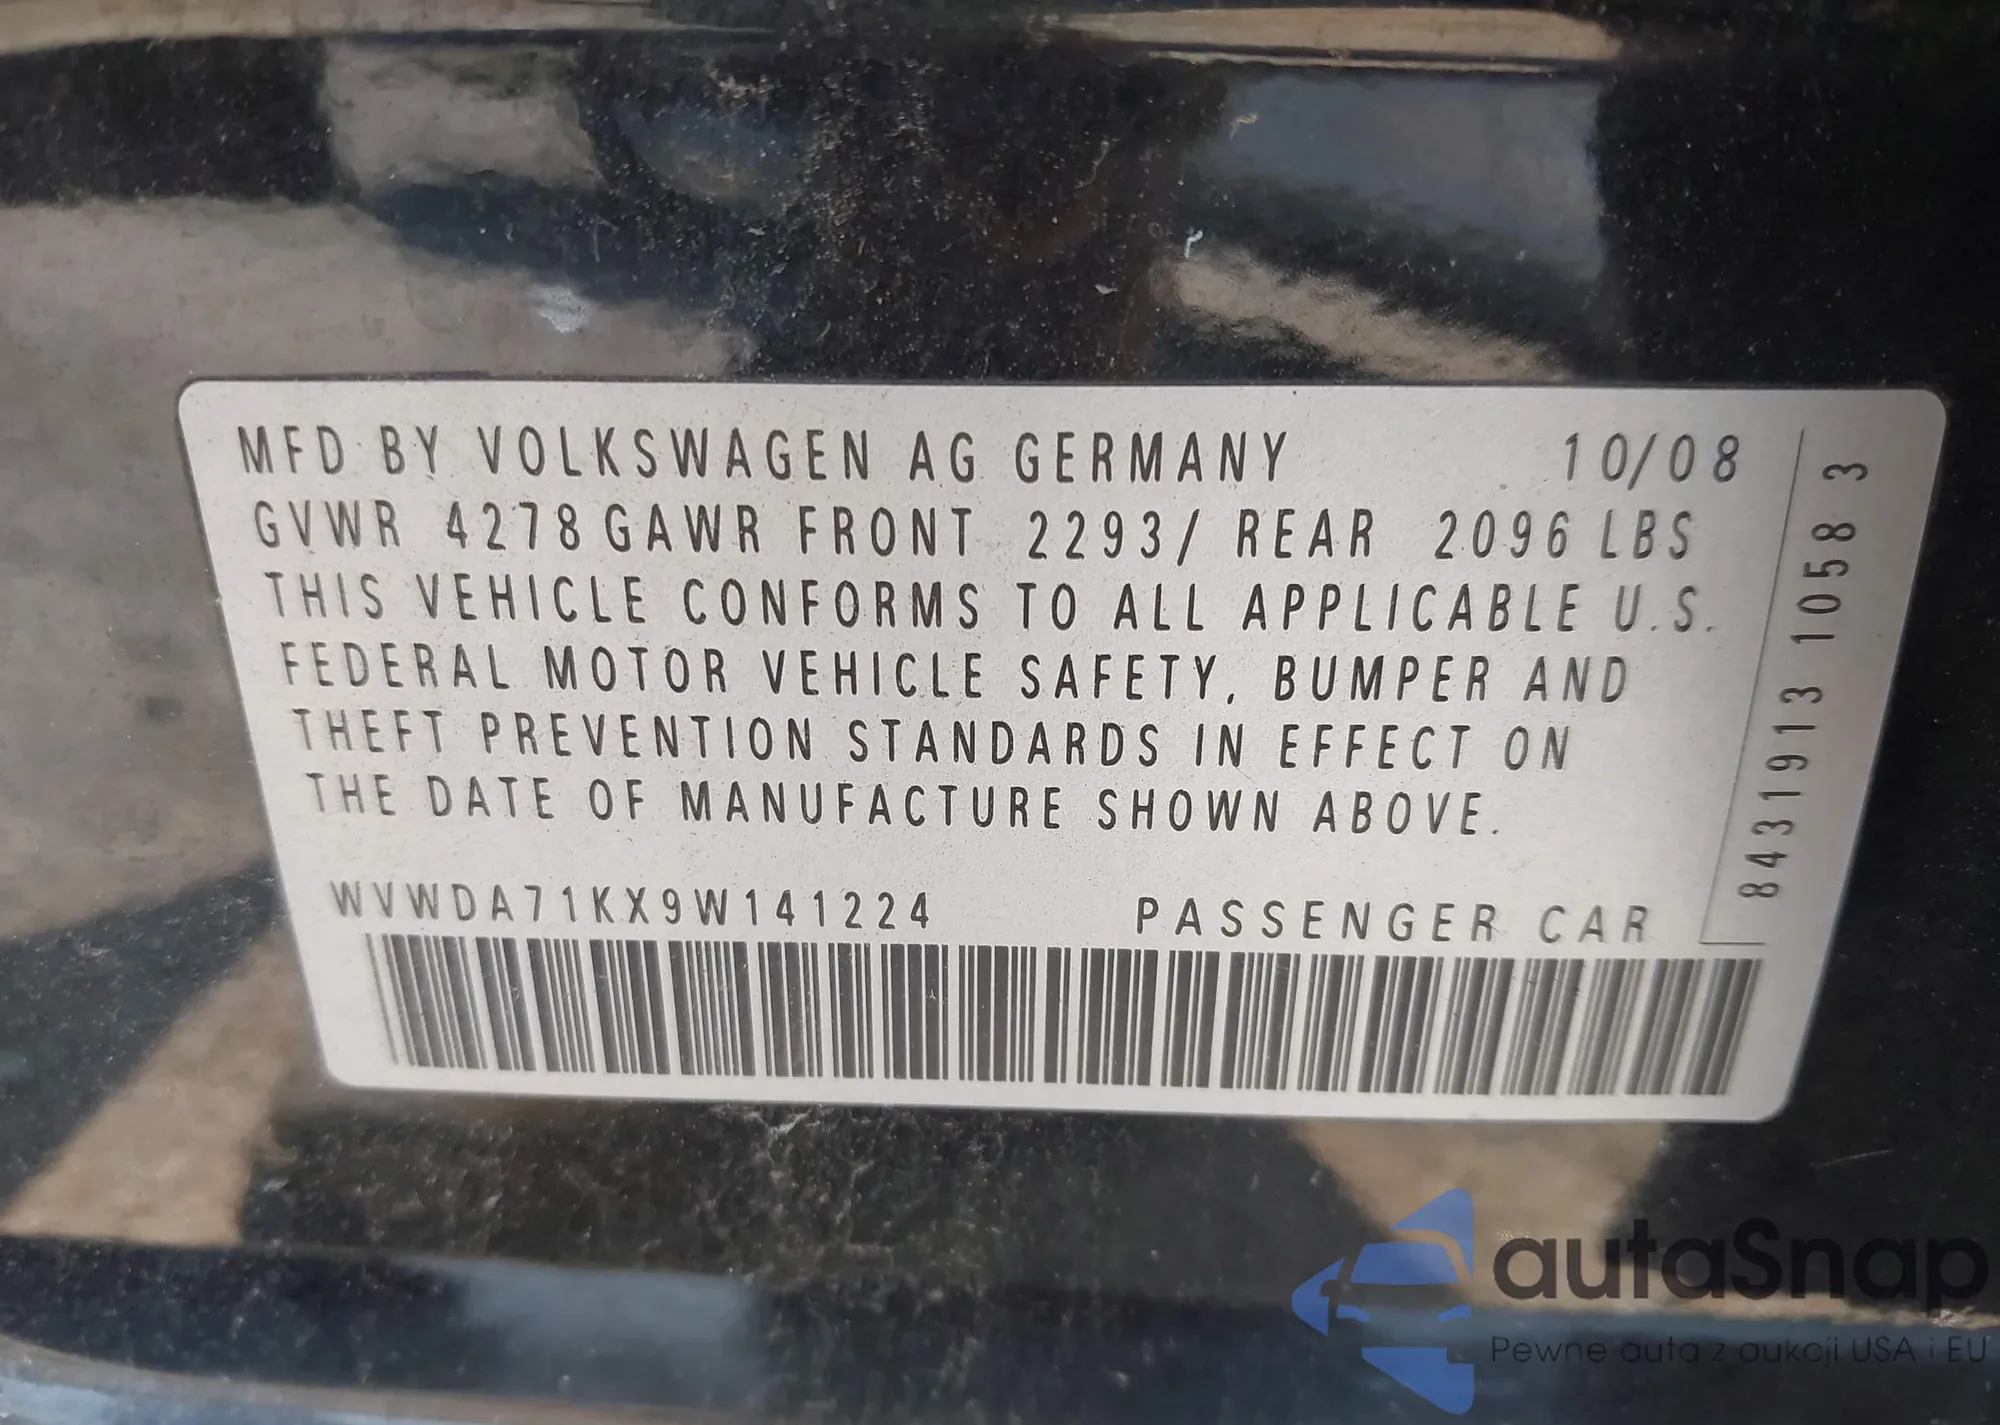 MFD BY VOLKSWAGEN AG GERMANY 10/08
GVWR 4278 GAWR FRONT 2293/ REAR 2096 LBS
THIS VEHICLE CONFORMS TO ALL APPLICABLE U.S.
FEDERAL MOTOR VEHICLE SAFETY, BUMPER AND
THEFT PREVENTION STANDARDS IN EFFECT ON
THE DATE OF MANUFACTURE SHOWN ABOVE.
WVWDA71KX9W141224 PASSENGER CAR
8431913 1058 3
autaSnap
Pewne auta z aukcji USA i EU